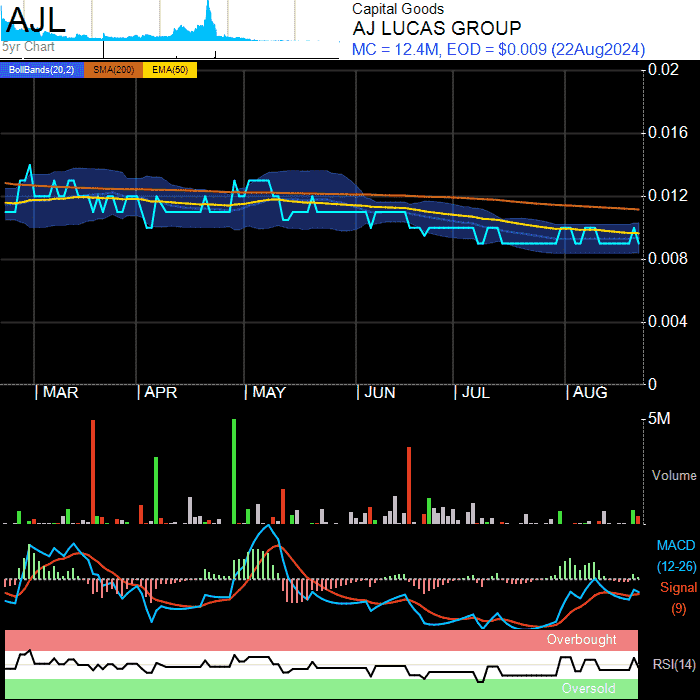 AJL
5yr Chart
Capital Goods
AJ LUCAS GROUP
MC = 12.4M, EOD = $0.009 (22Aug2024)
BollBands(20,2) SMA(200) EMA(50)
0.02
0.016
0.012
0.008
0.004
0
MAR APR MAY JUN JUL AUG
5M
Volume
MACD
(12-26)
Signal
(9)
Overbought
RSI(14)
Oversold